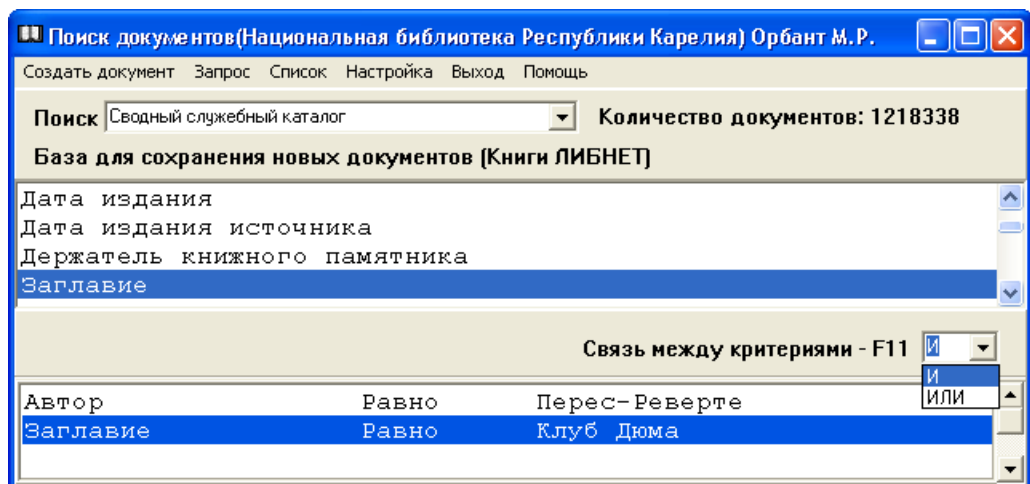 Поиск документов(Национальная библиотека Республики Карелия) Орбант М.Р.
Создать документ Запрос Список Настройка Выход Помощь
Поиск Сводный служебный каталог Количество документов: 1218338
База для сохранения новых документов (Книги ЛИБНЕТ)
Дата издания
Дата издания источника
Держатель книжного памятника
Заглавие
Связь между критериями - F11 И
И
ИЛИ
Автор Равно Перес-Реверте
Заглавие Равно Клуб Дюма